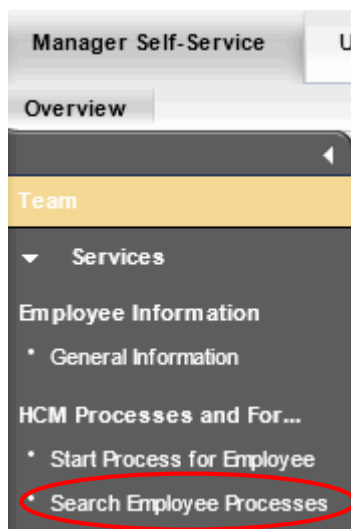 Manager Self-Service U
Overview
Team
Services
Employee Information
General Information
HCM Processes and For...
Start Process for Employee
Search Employee Processes